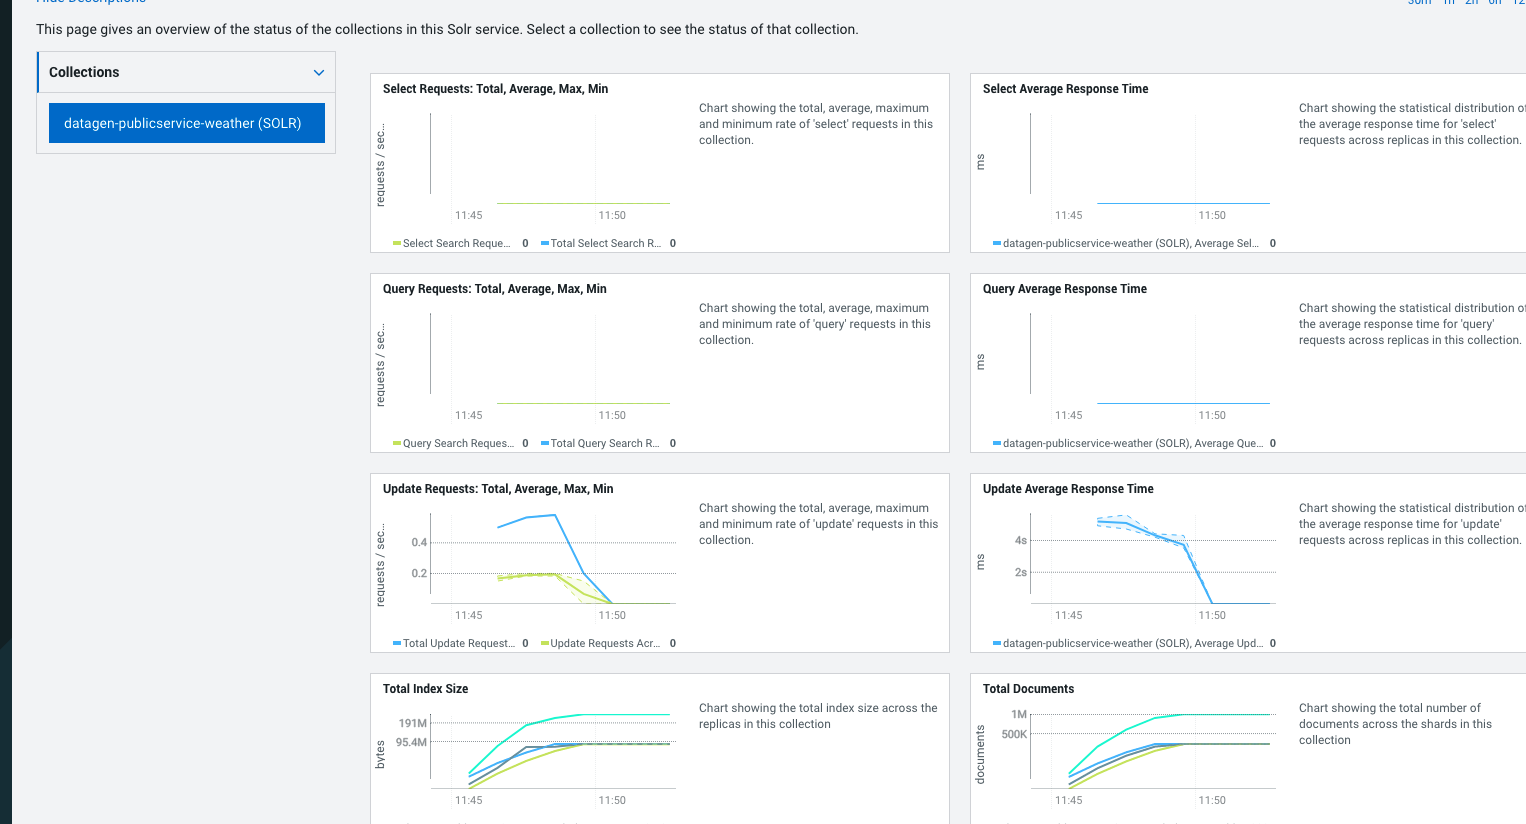 Hide Descriptions
30m 1h 2h 6h 12
This page gives an overview of the status of the collections in this Solr service. Select a collection to see the status of that collection.
Collections
datagen-publicservice-weather (SOLR)
Select Requests: Total, Average, Max, Min
requests / sec...
11:45 11:50
Select Search Reque... 0 Total Select Search R... 0
Chart showing the total, average, maximum
and minimum rate of 'select' requests in this
collection.
Select Average Response Time
ms
11:45 11:50
datagen-publicservice-weather (SOLR), Average Sel... 0
Chart showing the statistical distribution of
the average response time for 'select'
requests across replicas in this collection.
Query Requests: Total, Average, Max, Min
requests / sec...
11:45 11:50
Query Search Reques... 0 Total Query Search R... 0
Chart showing the total, average, maximum
and minimum rate of 'query' requests in this
collection.
Query Average Response Time
ms
11:45 11:50
datagen-publicservice-weather (SOLR), Average Que... 0
Chart showing the statistical distribution of
the average response time for 'query'
requests across replicas in this collection.
Update Requests: Total, Average, Max, Min
requests / sec...
0.4
0.2
11:45 11:50
Total Update Request... 0 Update Requests Acr... 0
Chart showing the total, average, maximum
and minimum rate of 'update' requests in this
collection.
Update Average Response Time
ms
4s
2s
11:45 11:50
datagen-publicservice-weather (SOLR), Average Upd... 0
Chart showing the statistical distribution of
the average response time for 'update'
requests across replicas in this collection.
Total Index Size
bytes
191M
95.4M
11:45 11:50
Chart showing the total index size across the
replicas in this collection
Total Documents
documents
1M
500K
11:45 11:50
Chart showing the total number of
documents across the shards in this
collection